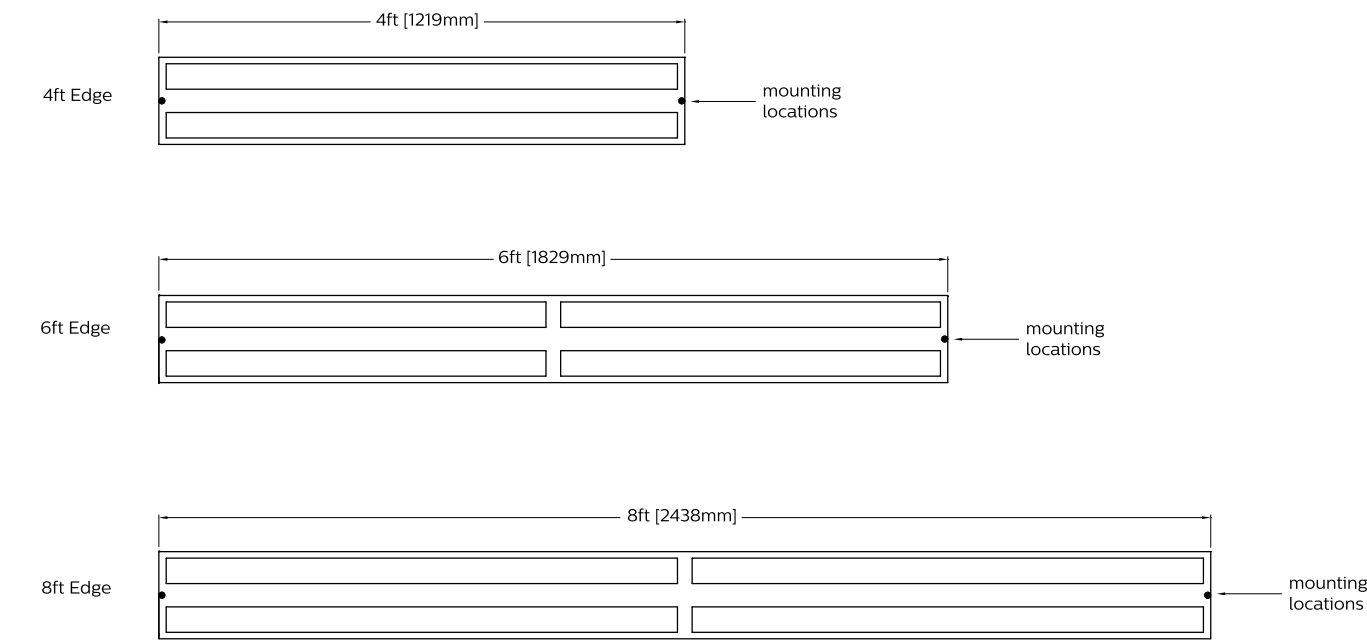 4ft [1219mm]
4ft Edge
mounting
locations
6ft [1829mm]
6ft Edge
mounting
locations
8ft [2438mm]
8ft Edge
mounting
locations